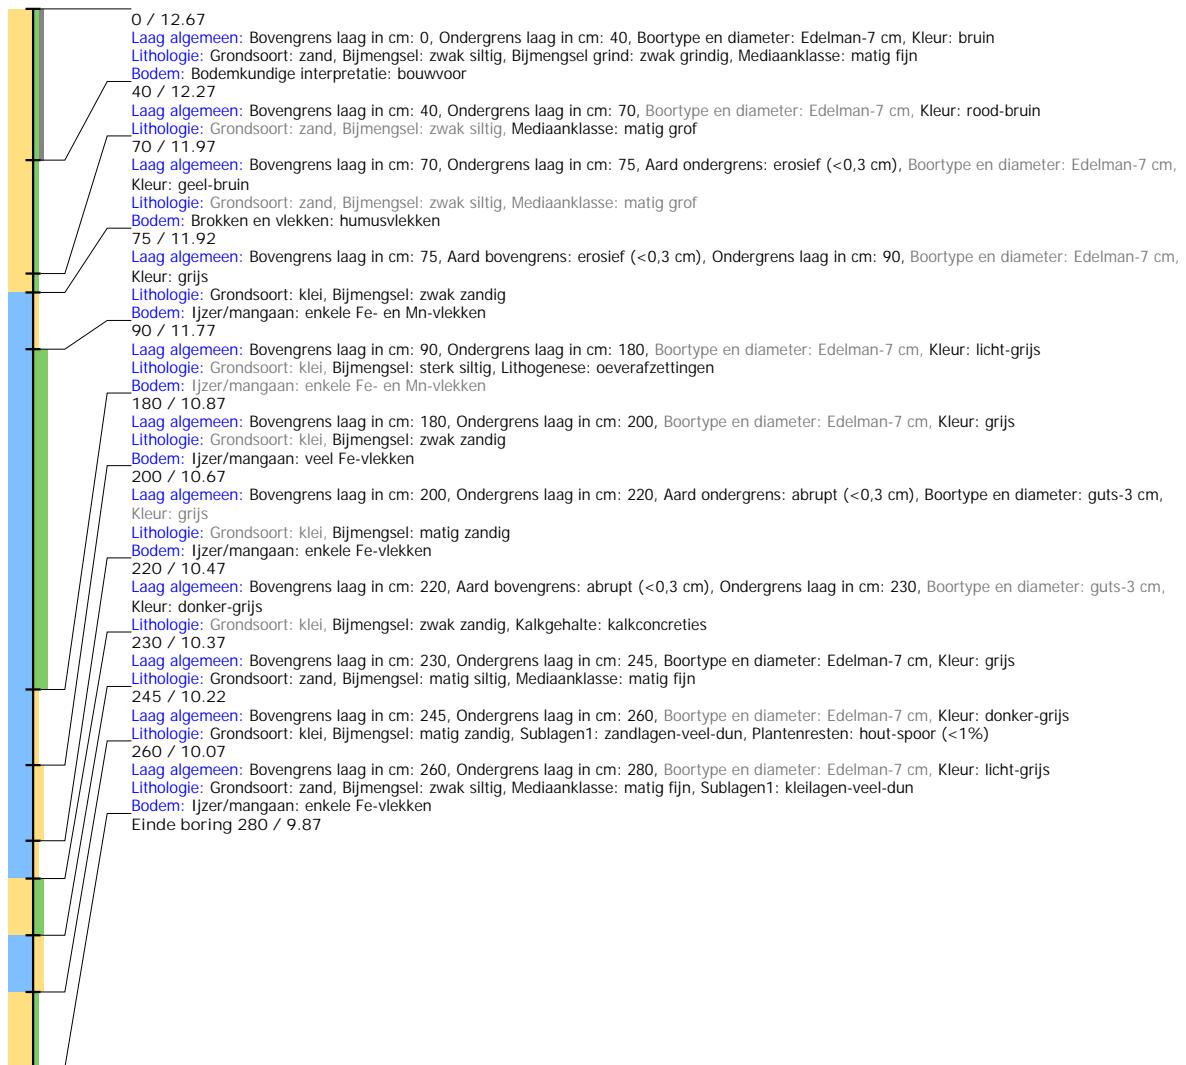 0 / 12.67
Laag algemeen: Bovengrens laag in cm: 0, Ondergrens laag in cm: 40, Boortype en diameter: Edelman-7 cm, Kleur: bruin
Lithologie: Grondsoort: zand, Bijmengsel: zwak siltig, Bijmengsel grind: zwak grindig, Mediaanklasse: matig fijn
Bodem: Bodemkundige interpretatie: bouwvoor
40 / 12.27
Laag algemeen: Bovengrens laag in cm: 40, Ondergrens laag in cm: 70, Boortype en diameter: Edelman-7 cm, Kleur: rood-bruin
Lithologie: Grondsoort: zand, Bijmengsel: zwak siltig, Mediaanklasse: matig grof
70 / 11.97
Laag algemeen: Bovengrens laag in cm: 70, Ondergrens laag in cm: 75, Aard ondergrens: erosief (<0,3 cm), Boortype en diameter: Edelman-7 cm,
Kleur: geel-bruin
Lithologie: Grondsoort: zand, Bijmengsel: zwak siltig, Mediaanklasse: matig grof
Bodem: Brokken en vlekken: humusvlekken
75 / 11.92
Laag algemeen: Bovengrens laag in cm: 75, Aard bovengrens: erosief (<0,3 cm), Ondergrens laag in cm: 90, Boortype en diameter: Edelman-7 cm,
Kleur: grijs
Lithologie: Grondsoort: klei, Bijmengsel: zwak zandig
Bodem: Ijzer/mangaan: enkele Fe- en Mn-vlekken
90 / 11.77
Laag algemeen: Bovengrens laag in cm: 90, Ondergrens laag in cm: 180, Boortype en diameter: Edelman-7 cm, Kleur: licht-grijs
Lithologie: Grondsoort: klei, Bijmengsel: sterk siltig, Lithogenese: oeverafzettingen
Bodem: Ijzer/mangaan: enkele Fe- en Mn-vlekken
180 / 10.87
Laag algemeen: Bovengrens laag in cm: 180, Ondergrens laag in cm: 200, Boortype en diameter: Edelman-7 cm, Kleur: grijs
Lithologie: Grondsoort: klei, Bijmengsel: zwak zandig
Bodem: Ijzer/mangaan: veel Fe-vlekken
200 / 10.67
Laag algemeen: Bovengrens laag in cm: 200, Ondergrens laag in cm: 220, Aard ondergrens: abrupt (<0,3 cm), Boortype en diameter: guts-3 cm,
Kleur: grijs
Lithologie: Grondsoort: klei, Bijmengsel: matig zandig
Bodem: Ijzer/mangaan: enkele Fe-vlekken
220 / 10.47
Laag algemeen: Bovengrens laag in cm: 220, Aard bovengrens: abrupt (<0,3 cm), Ondergrens laag in cm: 230, Boortype en diameter: guts-3 cm,
Kleur: donker-grijs
Lithologie: Grondsoort: klei, Bijmengsel: zwak zandig, Kalkgehalte: kalkconcreties
230 / 10.37
Laag algemeen: Bovengrens laag in cm: 230, Ondergrens laag in cm: 245, Boortype en diameter: Edelman-7 cm, Kleur: grijs
Lithologie: Grondsoort: zand, Bijmengsel: matig siltig, Mediaanklasse: matig fijn
245 / 10.22
Laag algemeen: Bovengrens laag in cm: 245, Ondergrens laag in cm: 260, Boortype en diameter: Edelman-7 cm, Kleur: donker-grijs
Lithologie: Grondsoort: klei, Bijmengsel: matig zandig, Sublagen1: zandlagen-veel-dun, Plantenresten: hout-spoor (<1%)
260 / 10.07
Laag algemeen: Bovengrens laag in cm: 260, Ondergrens laag in cm: 280, Boortype en diameter: Edelman-7 cm, Kleur: licht-grijs
Lithologie: Grondsoort: zand, Bijmengsel: zwak siltig, Mediaanklasse: matig fijn, Sublagen1: kleilagen-veel-dun
Bodem: Ijzer/mangaan: enkele Fe-vlekken
Einde boring 280 / 9.87